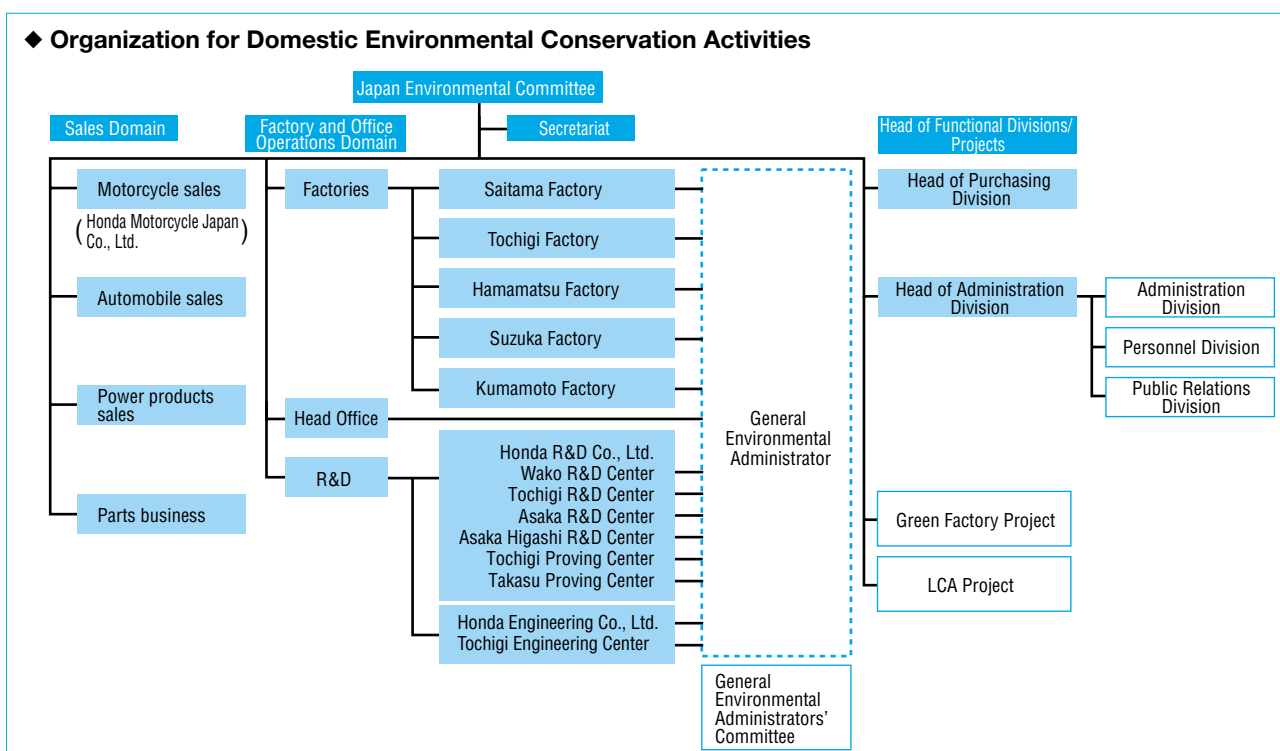 ◆ Organization for Domestic Environmental Conservation Activities
Japan Environmental Committee
Secretariat
Sales Domain
Motorcycle sales
(Honda Motorcycle Japan
Co., Ltd.)
Automobile sales
Power products
sales
Parts business
Factory and Office
Operations Domain
Factories
Saitama Factory
Tochigi Factory
Hamamatsu Factory
Suzuka Factory
Kumamoto Factory
Head Office
R&D
Honda R&D Co., Ltd.
Wako R&D Center
Tochigi R&D Center
Asaka R&D Center
Asaka Higashi R&D Center
Tochigi Proving Center
Takasu Proving Center
Honda Engineering Co., Ltd.
Tochigi Engineering Center
General
Environmental
Administrator
General
Environmental
Administrators'
Committee
Head of Functional Divisions/
Projects
Head of Purchasing
Division
Head of Administration
Division
Administration
Division
Personnel Division
Public Relations
Division
Green Factory Project
LCA Project